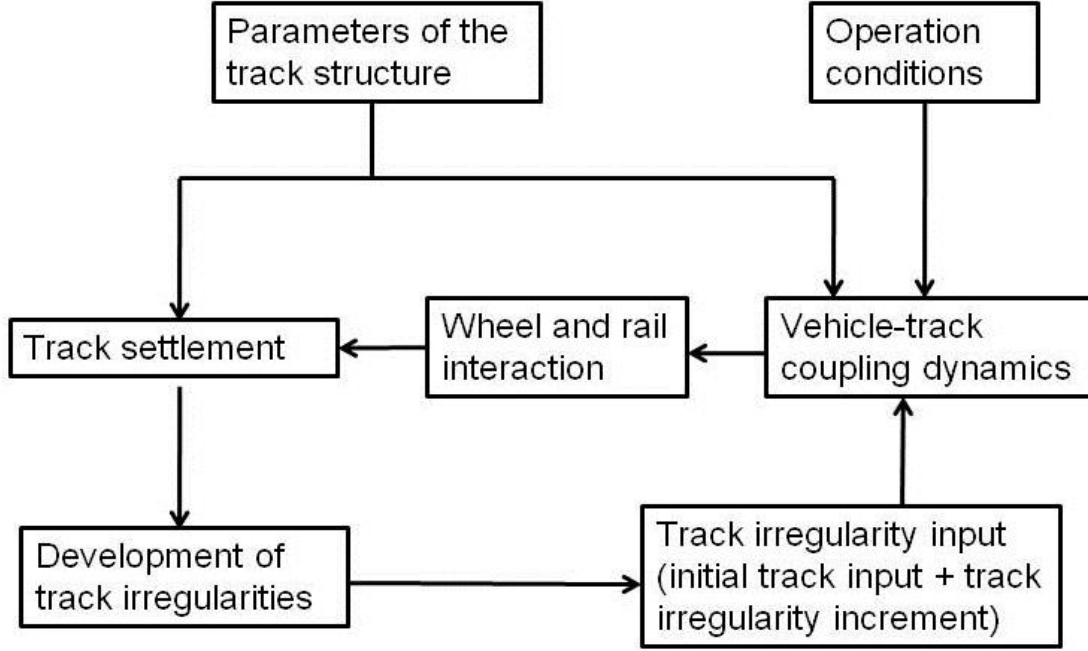 Parameters of the
track structure
Operation
conditions
Track settlement
Wheel and rail
interaction
Vehicle-track
coupling dynamics
Development of
track irregularities
Track irregularity input
(initial track input + track
irregularity increment)